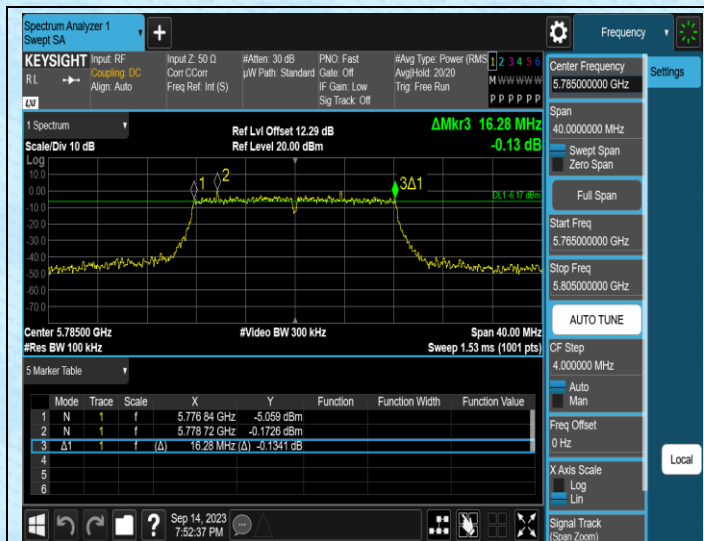 Spectrum Analyzer 1
Swept SA
+
Frequency
KEYSIGHT
RL
LXI
Input: RF
Coupling: DC
Align: Auto
Input Z: 50 Ω
Corr CCorr
Freq Ref: Int (S)
#Atten: 30 dB
µW Path: Standard
PNO: Fast
Gate: Off
IF Gain: Low
Sig Track: Off
#Avg Type: Power (RMS
Avg|Hold: 20/20
Trig: Free Run
1 2 3 4 5 6
M W W W W W
P P P P P P
1 Spectrum
Scale/Div 10 dB
Ref Lvl Offset 12.29 dB
Ref Level 20.00 dBm
ΔMkr3 16.28 MHz
-0.13 dB
Log
10.0
0.00
-10.0
-20.0
-30.0
-40.0
-50.0
-60.0
-70.0
1
2
3Δ1
DL1 -6.17 dBm
Center 5.78500 GHz
#Res BW 100 kHz
#Video BW 300 kHz
Span 40.00 MHz
Sweep 1.53 ms (1001 pts)
5 Marker Table
Mode Trace Scale X Y Function Function Width Function Value
1 N 1 f 5.776 84 GHz -5.059 dBm
2 N 1 f 5.778 72 GHz -0.1726 dBm
3 Δ1 1 f (Δ) 16.28 MHz (Δ) -0.1341 dB
4
5
6
Sep 14, 2023
7:52:37 PM
?
Center Frequency
5.785000000 GHz
Settings
Span
40.0000000 MHz
Swept Span
Zero Span
Full Span
Start Freq
5.765000000 GHz
Stop Freq
5.805000000 GHz
AUTO TUNE
CF Step
4.000000 MHz
Auto
Man
Freq Offset
0 Hz
X Axis Scale
Log
Lin
Local
Signal Track
(Span Zoom)